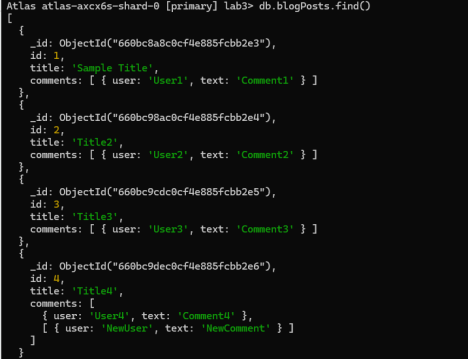 Atlas atlas-axcx6s-shard-0 [primary] lab3> db.blogPosts.find()
[
  {
    _id: ObjectId("660bc8a8c0cf4e885fcbb2e3"),
    id: 1,
    title: 'Sample Title',
    comments: [ { user: 'User1', text: 'Comment1' } ]
  },
  {
    _id: ObjectId("660bc98ac0cf4e885fcbb2e4"),
    id: 2,
    title: 'Title2',
    comments: [ { user: 'User2', text: 'Comment2' } ]
  },
  {
    _id: ObjectId("660bc9cdc0cf4e885fcbb2e5"),
    id: 3,
    title: 'Title3',
    comments: [ { user: 'User3', text: 'Comment3' } ]
  },
  {
    _id: ObjectId("660bc9dec0cf4e885fcbb2e6"),
    id: 4,
    title: 'Title4',
    comments: [
      { user: 'User4', text: 'Comment4' },
      [ { user: 'NewUser', text: 'NewComment' } ]
    ]
  }